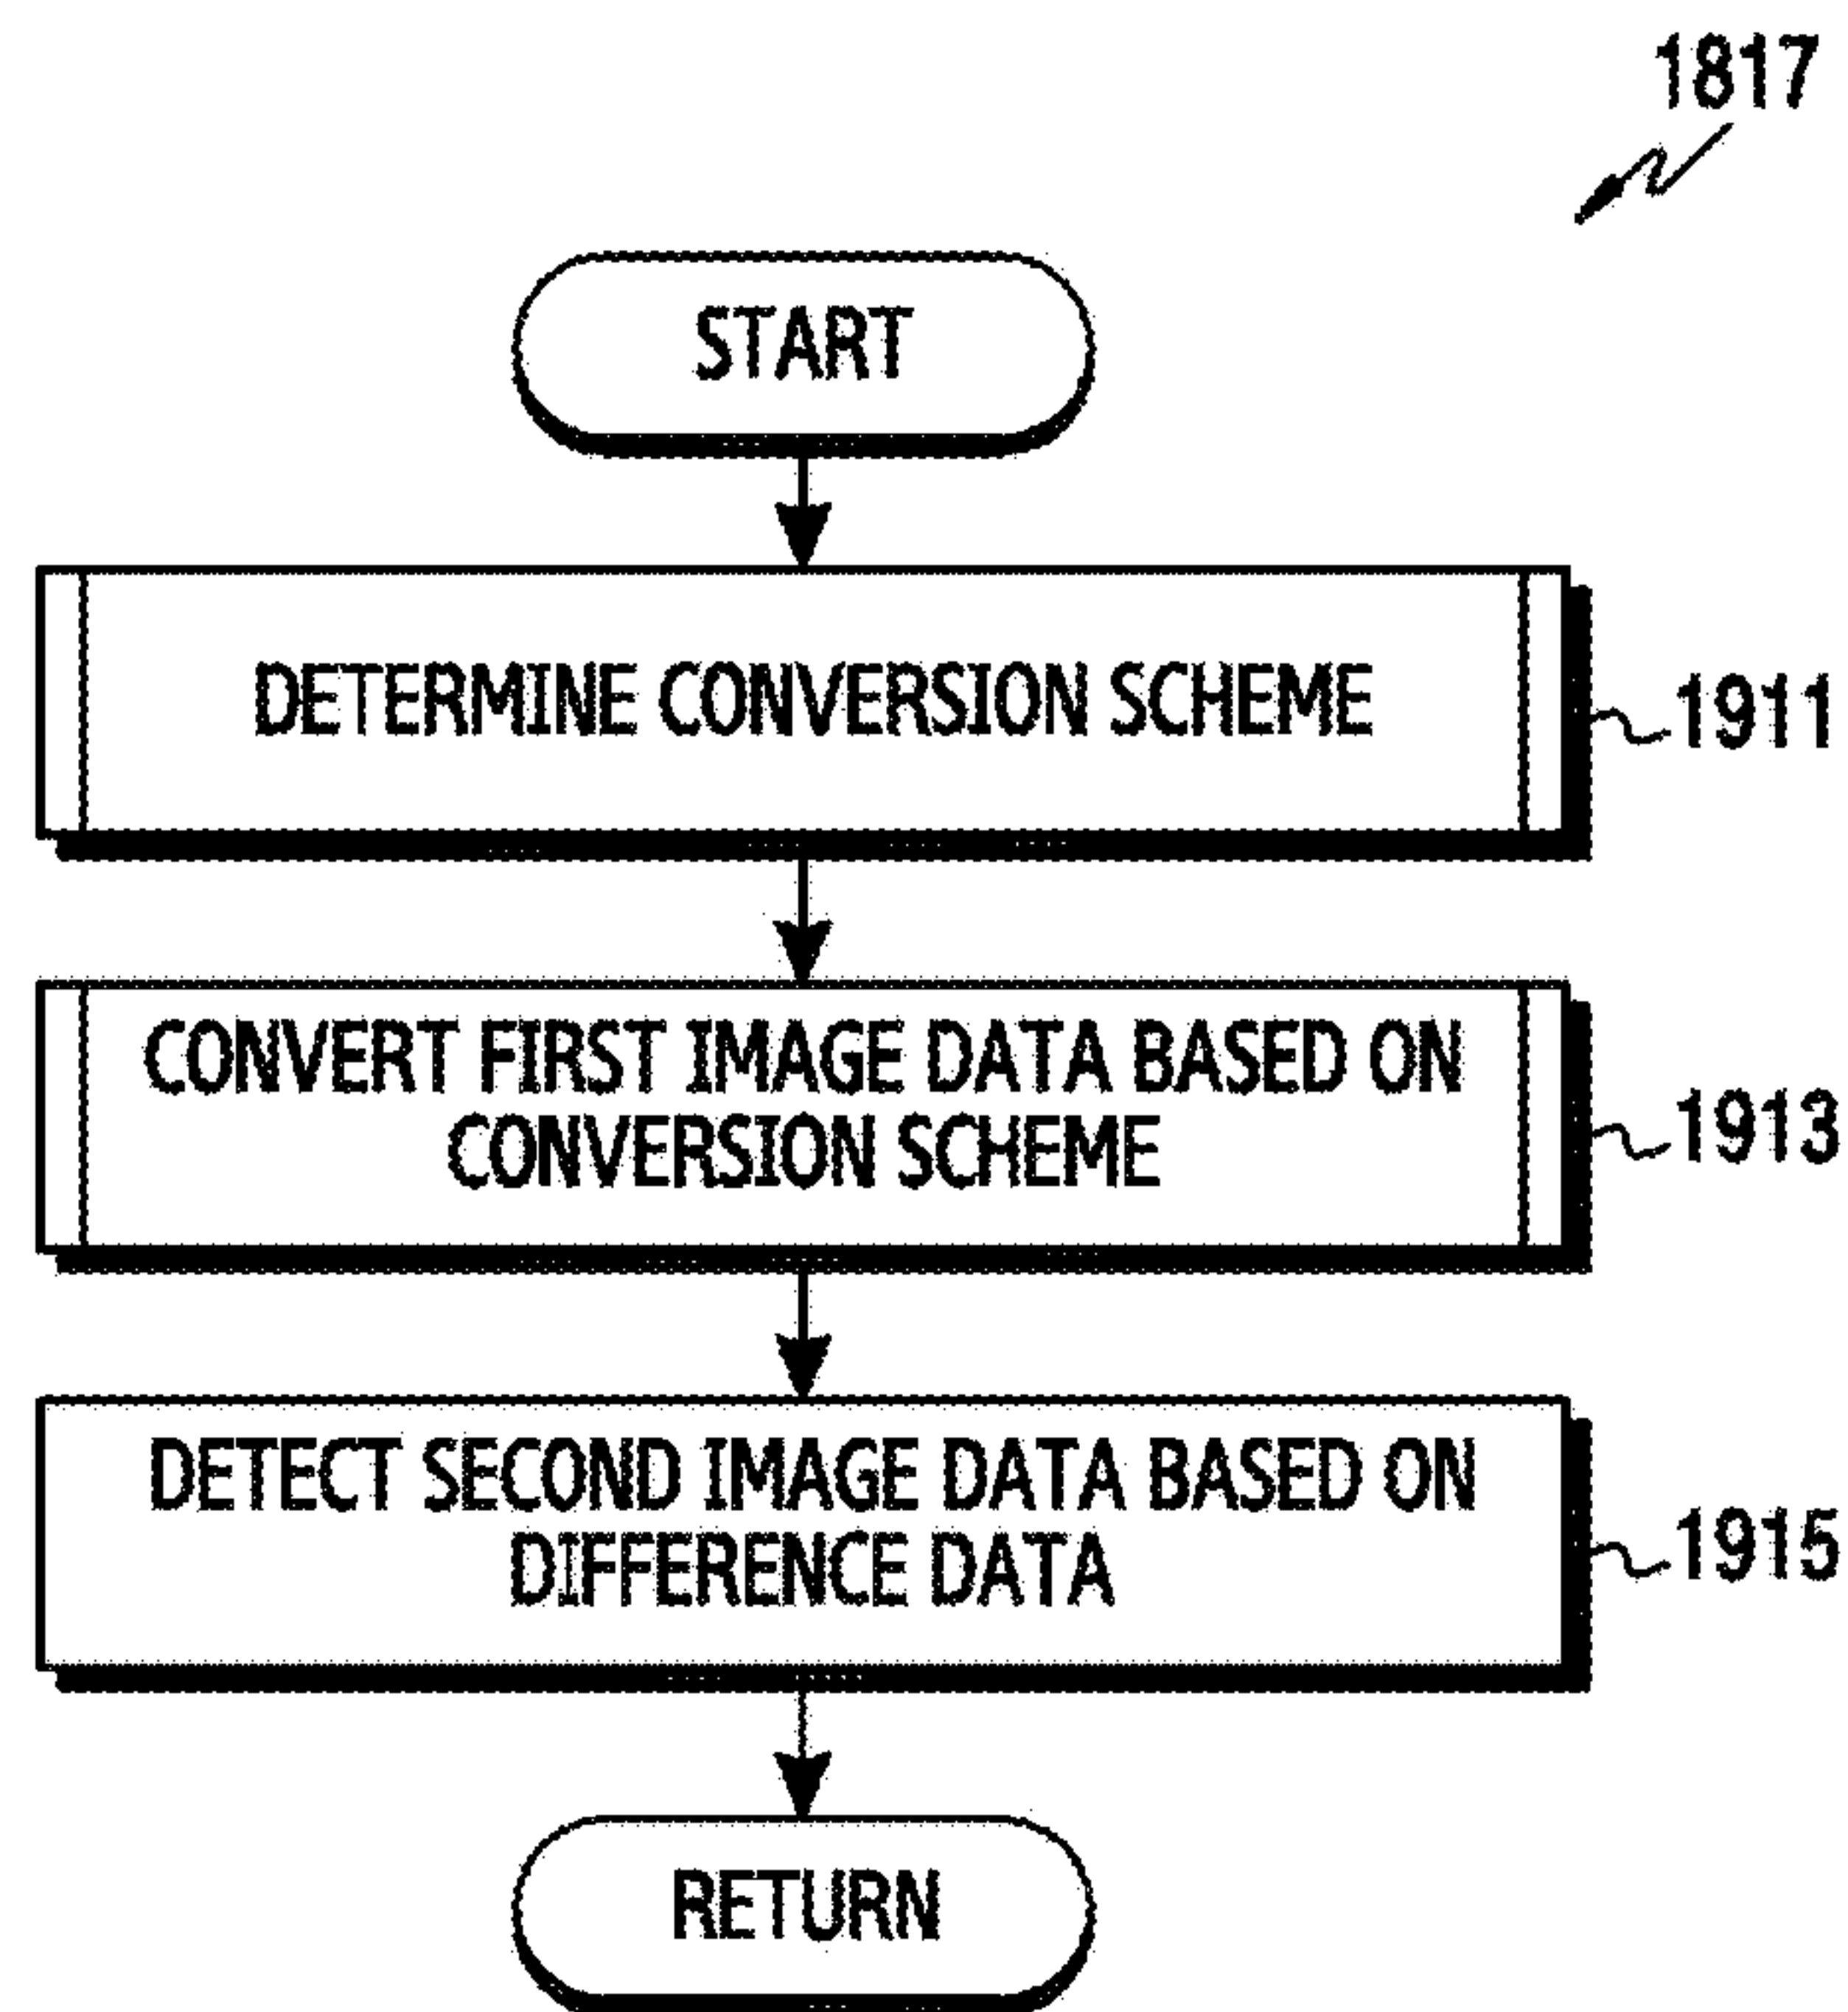 1817
START
DETERMINE CONVERSION SCHEME
1911
CONVERT FIRST IMAGE DATA BASED ON
CONVERSION SCHEME
1913
DETECT SECOND IMAGE DATA BASED ON
DIFFERENCE DATA
1915
RETURN